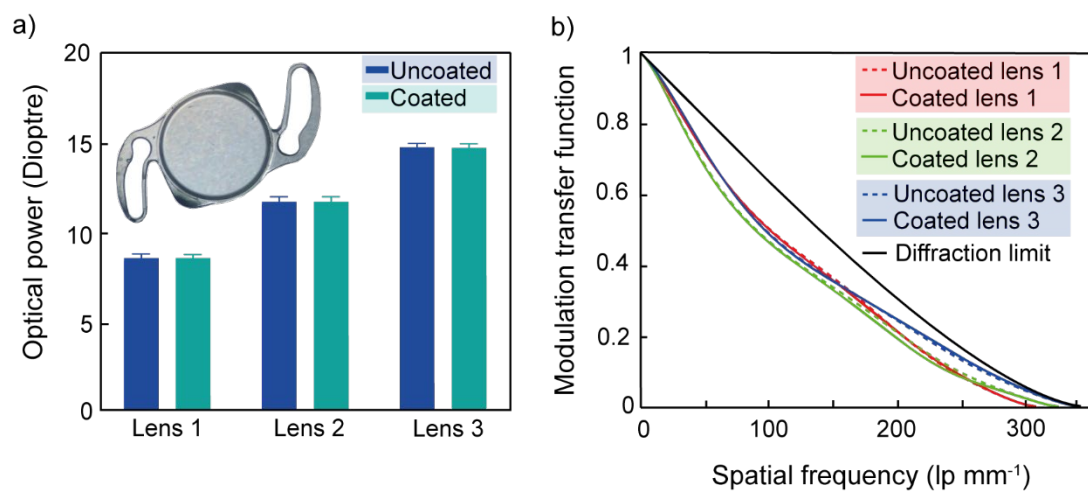 a)
20
15
10
5
0
Optical power (Dioptre)
Uncoated
Coated
Lens 1
Lens 2
Lens 3
b)
1
0.8
0.6
0.4
0.2
0
Modulation transfer function
Uncoated lens 1
Coated lens 1
Uncoated lens 2
Coated lens 2
Uncoated lens 3
Coated lens 3
Diffraction limit
0
100
200
300
Spatial frequency (lp mm⁻¹)